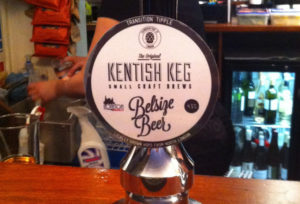 TRANSITION TIPPLE
The Original
KENTISH KEG
SMALL CRAFT BREWS
Belsize
Beer